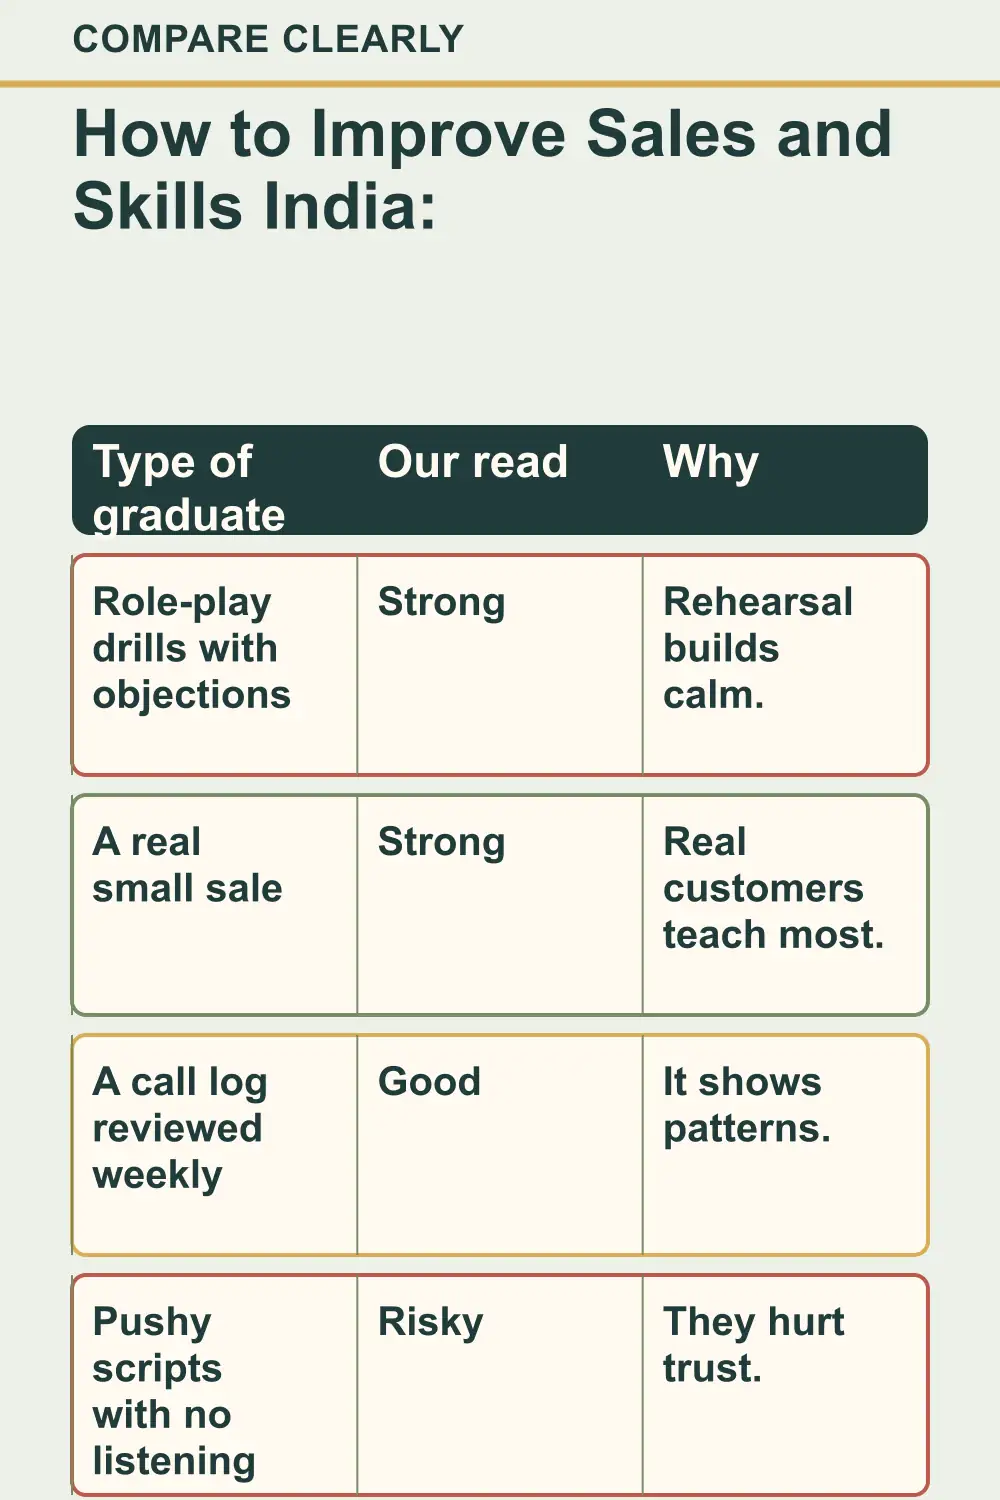 COMPARE CLEARLY
How to Improve Sales and
Skills India:
Type of graduate
Our read
Why
Role-play
drills with
objections
Strong
Rehearsal
builds
calm.
A real
small sale
Strong
Real
customers
teach most.
A call log
reviewed
weekly
Good
It shows
patterns.
Pushy
scripts
with no
listening
Risky
They hurt
trust.